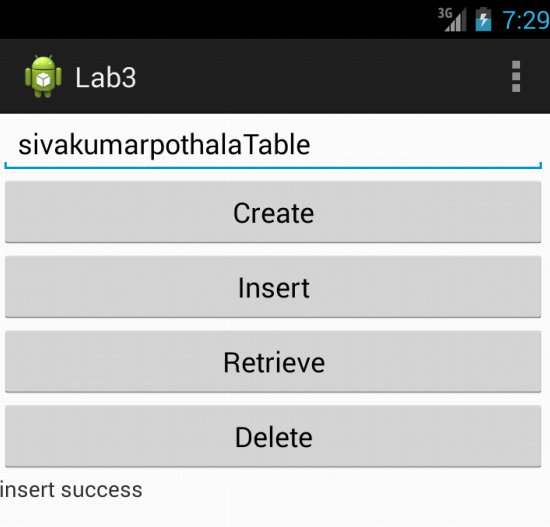 3G 7:29
Lab3
sivakumarpothalaTable
Create
Insert
Retrieve
Delete
insert success